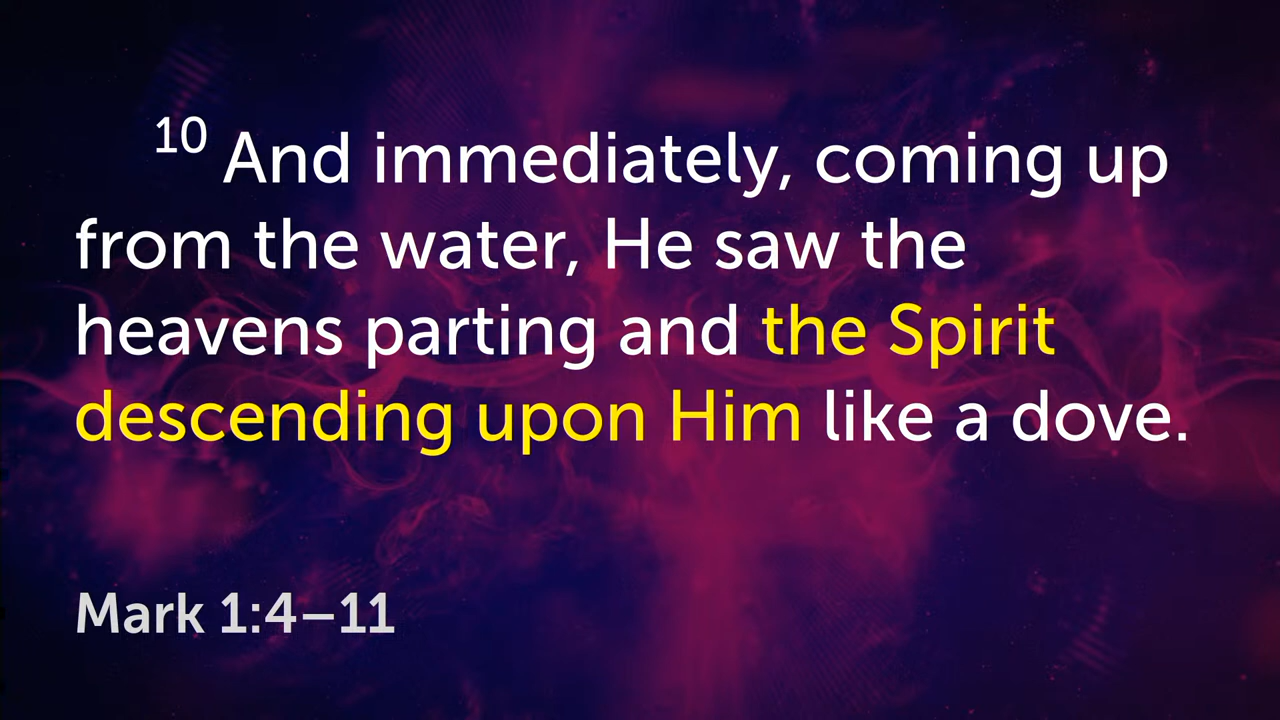 10 And immediately, coming up
from the water, He saw the
heavens parting and the Spirit
descending upon Him like a dove.
Mark 1:4–11